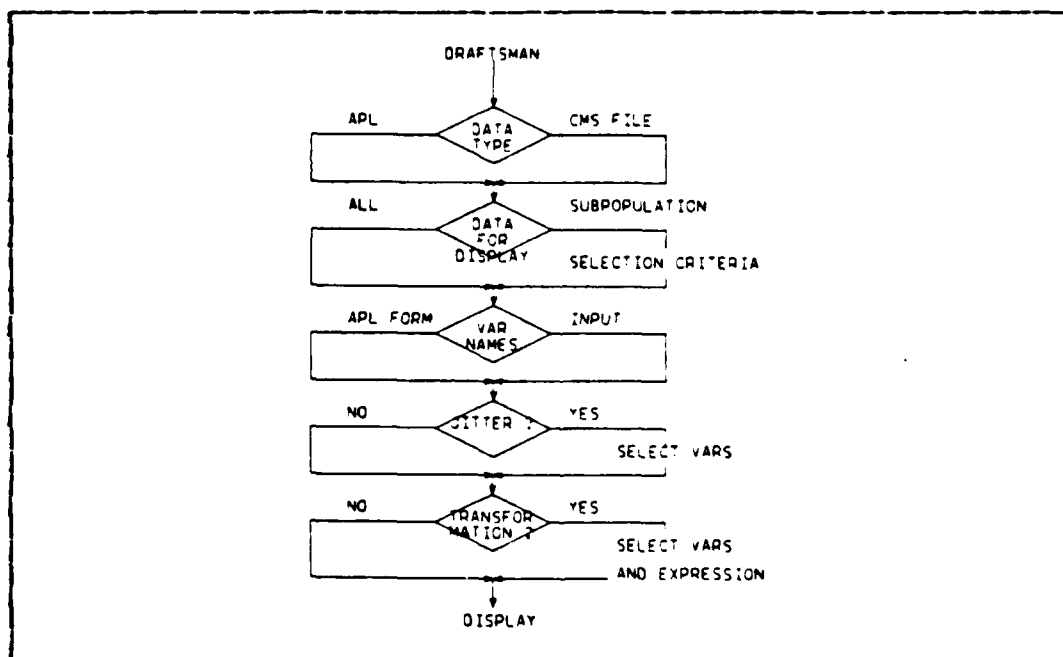 DRAFTSMAN
APL
DATA
TYPE
CMS FILE
ALL
DATA
FOR
DISPLAY
SUBPOPULATION
SELECTION CRITERIA
APL FORM
VAR
NAMES
INPUT
NO
JITTER ?
YES
SELECT VARS
NO
TRANSFOR
MATION ?
YES
SELECT VARS
AND EXPRESSION
DISPLAY